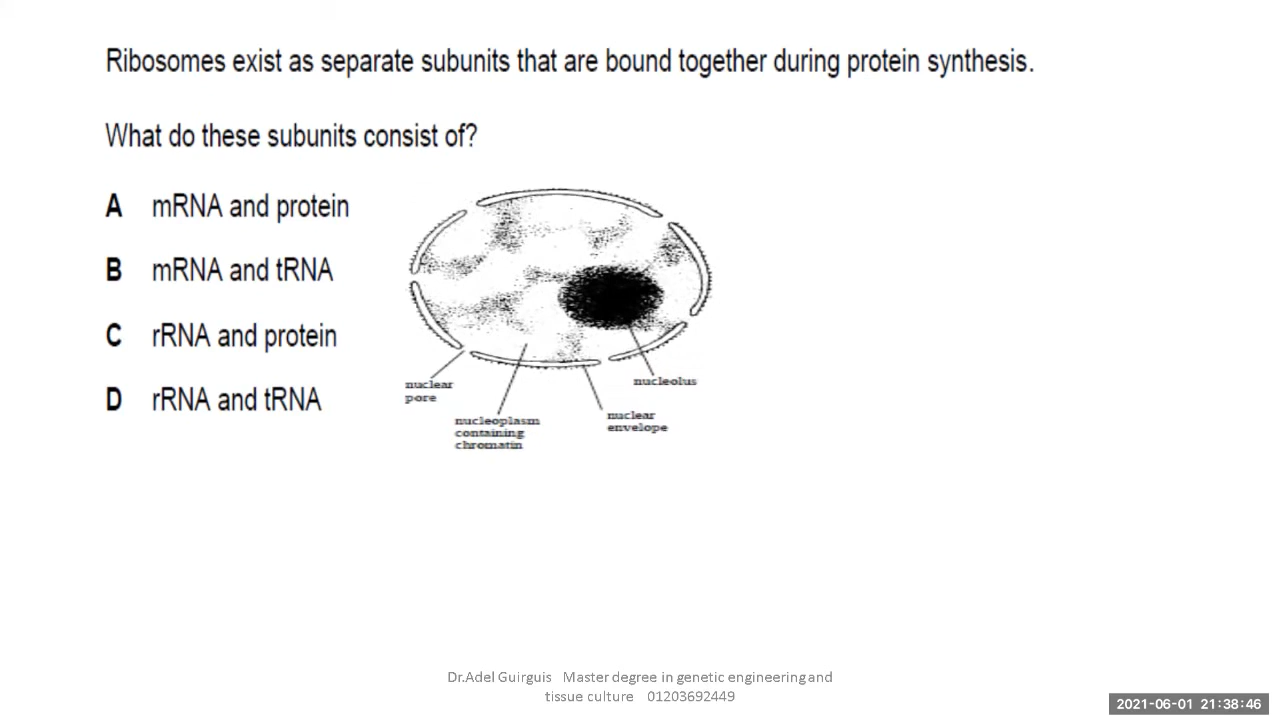 Ribosomes exist as separate subunits that are bound together during protein synthesis.
What do these subunits consist of?
A mRNA and protein
B mRNA and tRNA
C rRNA and protein
D rRNA and tRNA
nuclear
pore
nucleoplasm
containing
chromatin
nuclear
envelope
nucleolus
Dr.Adel Guirguis Master degree in genetic engineering and
tissue culture 01203692449
2021-06-01 21:38:46